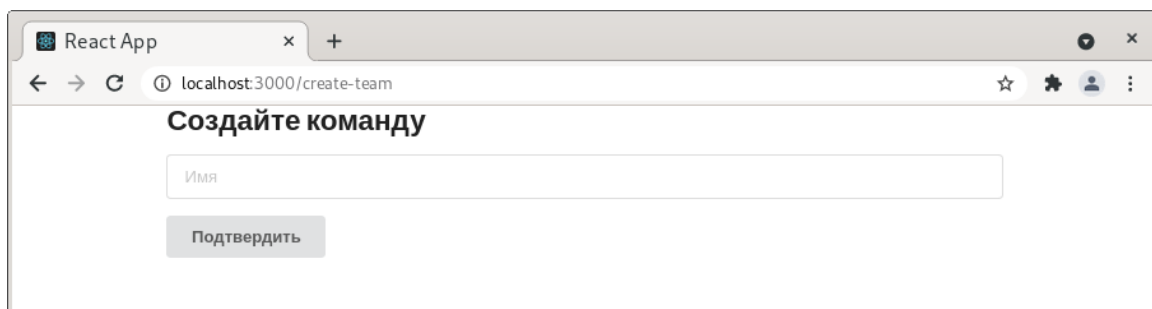 React App
localhost:3000/create-team
Создайте команду
Имя
Подтвердить